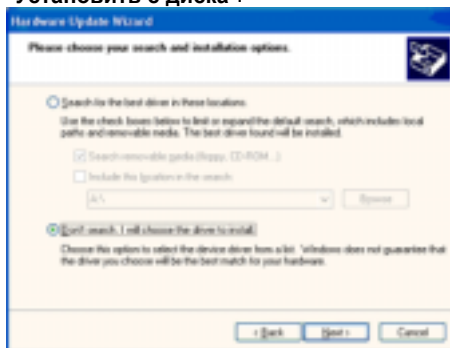 Установить с диска
Hardware Update Wizard
Please choose your search and installation options.
Search for the best driver in these locations.
Use the check boxes below to limit or expand the default search, which includes local
paths and removable media. The best driver found will be installed.
Search removable media (floppy, CD-ROM...)
Include this location in the search:
A:\
Browse
Don't search. I will choose the driver to install.
Choose this option to select the device driver from a list. Windows does not guarantee that
the driver you choose will be the best match for your hardware.
< Back Next > Cancel